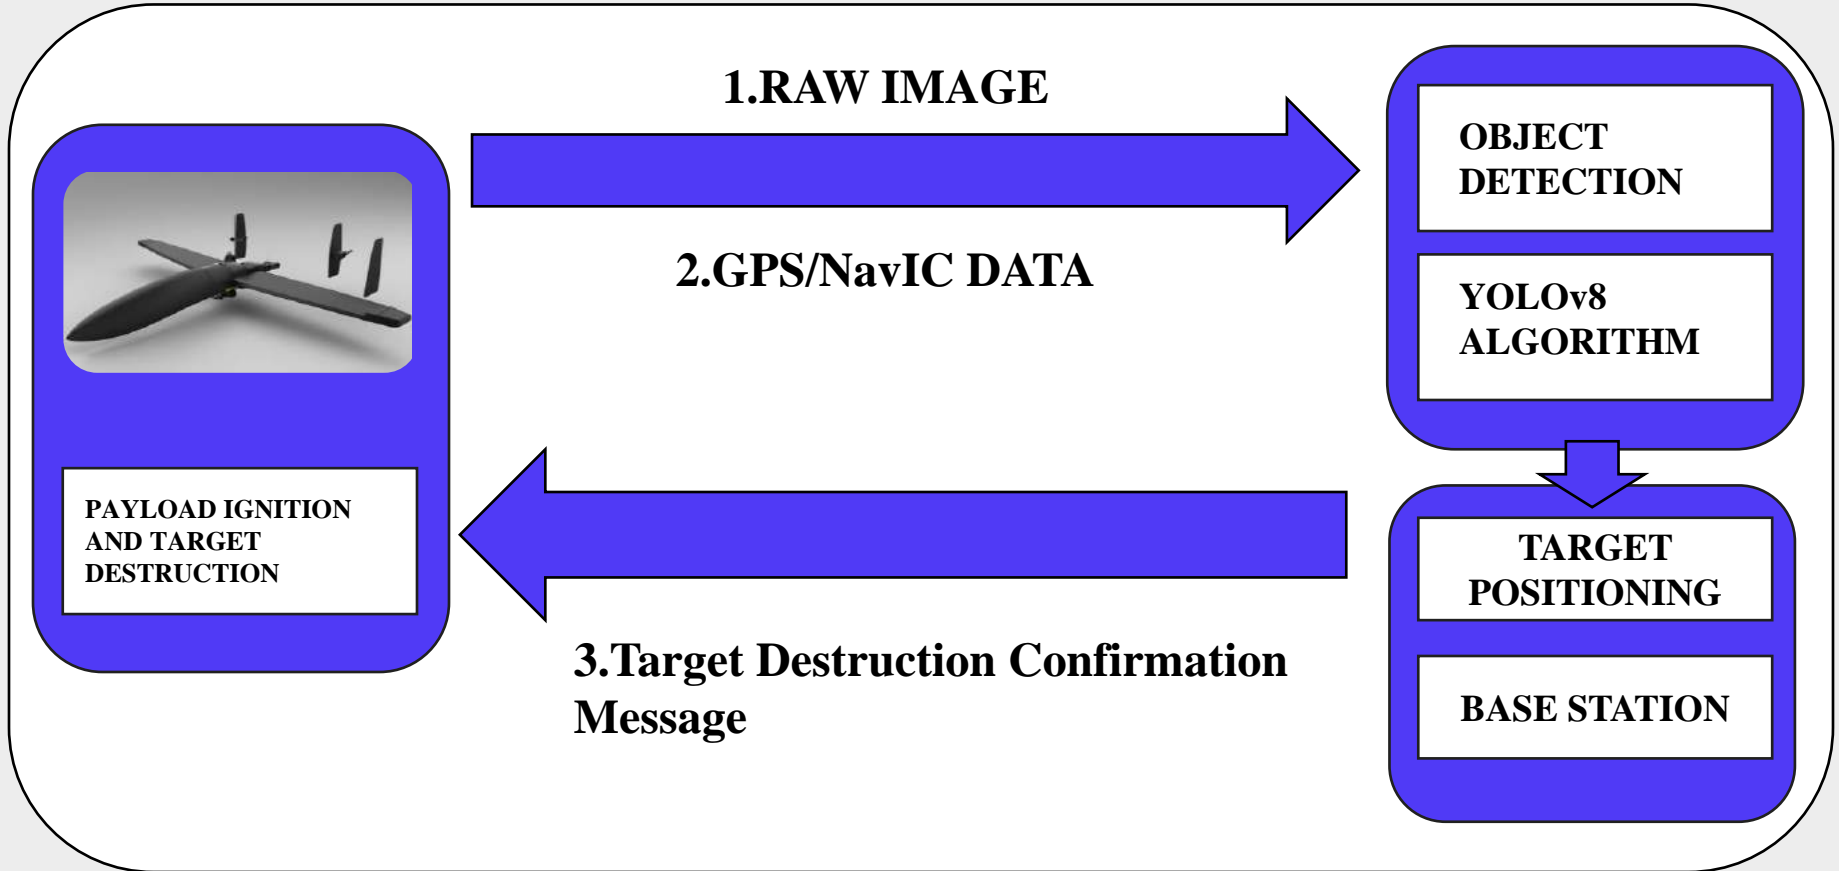 1.RAW IMAGE
2.GPS/NavIC DATA
OBJECT
DETECTION
YOLOv8
ALGORITHM
TARGET
POSITIONING
BASE STATION
3.Target Destruction Confirmation
Message
PAYLOAD IGNITION
AND TARGET
DESTRUCTION